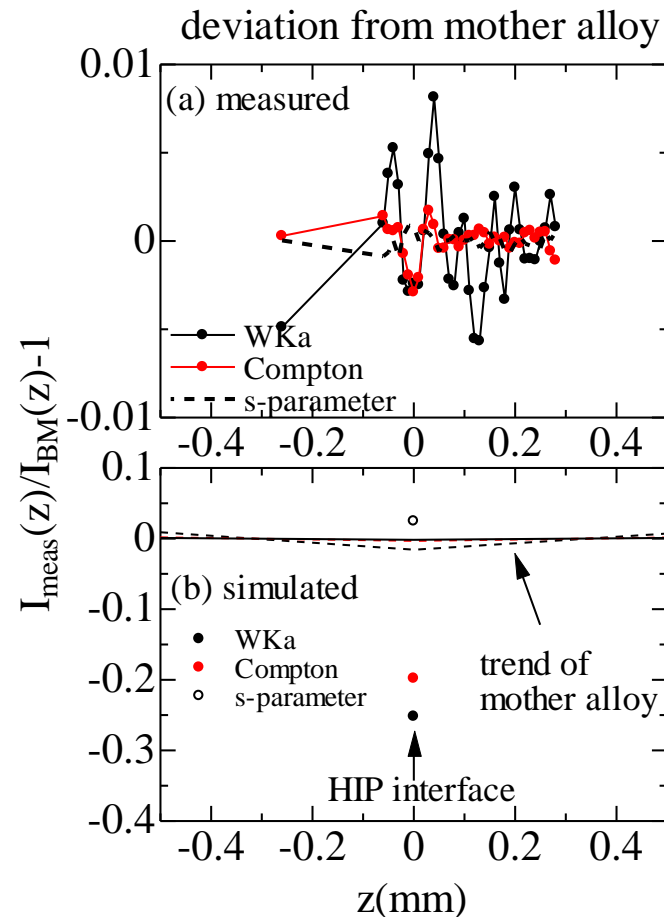 deviation from mother alloy
0.01
(a) measured
0
WKa
Compton
s-parameter
-0.01
-0.4 -0.2 0 0.2 0.4
I_meas(z)/I_BM(z)-1
0.1
0
-0.1
(b) simulated
WKa
Compton
s-parameter
trend of
mother alloy
-0.2
-0.3
HIP interface
-0.4
-0.4 -0.2 0 0.2 0.4
z(mm)